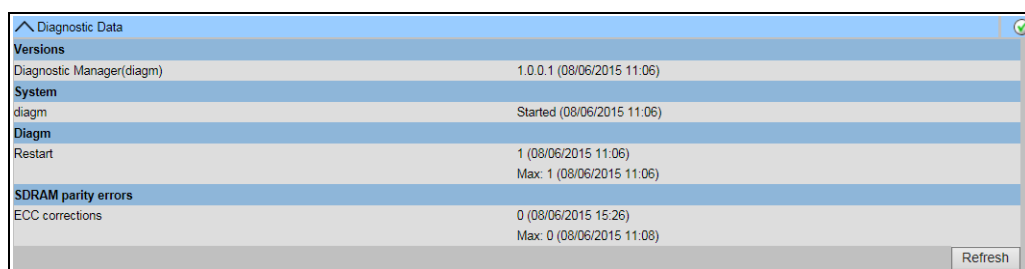 Diagnostic Data
Versions
Diagnostic Manager(diagm) 1.0.0.1 (08/06/2015 11:06)
System
diagm Started (08/06/2015 11:06)
Diagm
Restart 1 (08/06/2015 11:06)
Max: 1 (08/06/2015 11:06)
SDRAM parity errors
ECC corrections 0 (08/06/2015 15:26)
Max: 0 (08/06/2015 11:08)
Refresh